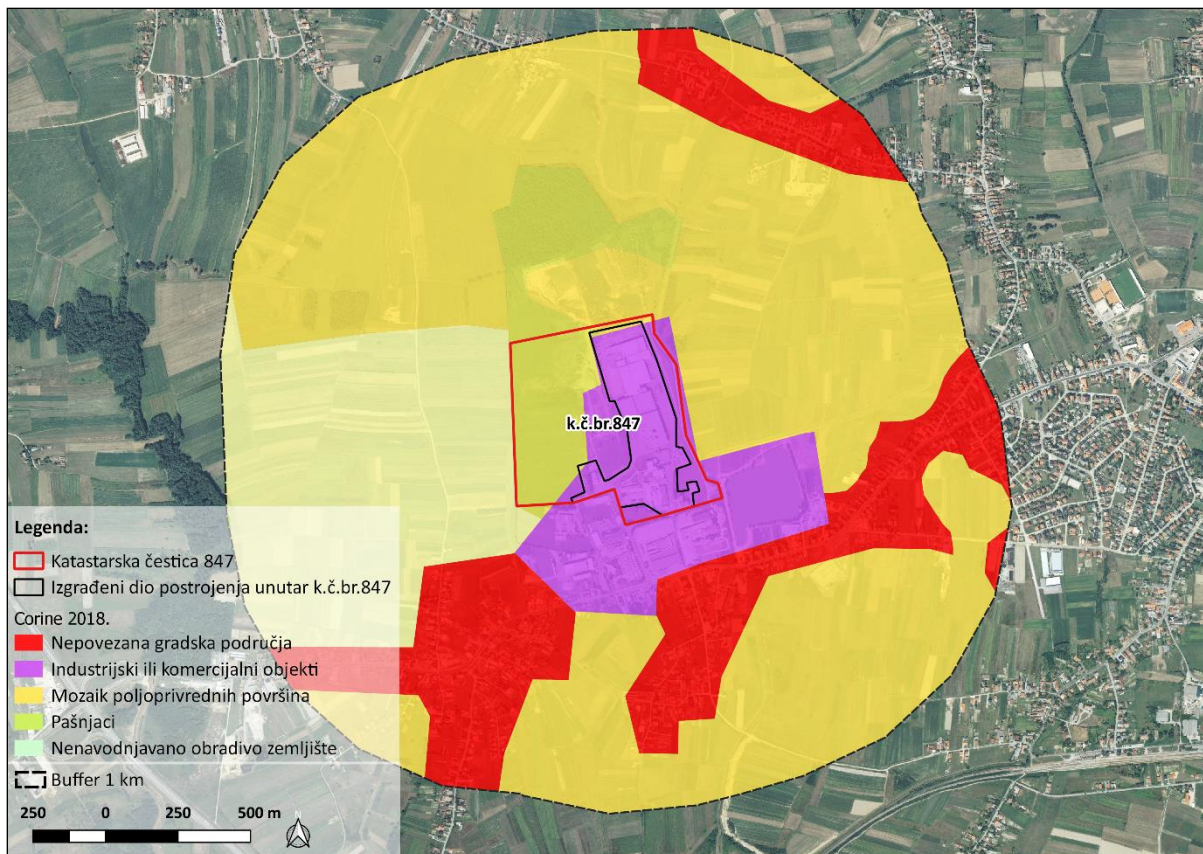 k.č.br.847
Legenda:
Katastarska čestica 847
Izgrađeni dio postrojenja unutar k.č.br.847
Corine 2018.
Nepovezana gradska područja
Industrijski ili komercijalni objekti
Mozaik poljoprivrednih površina
Pašnjaci
Nenavodnjavano obradivo zemljište
Buffer 1 km
250 0 250 500 m